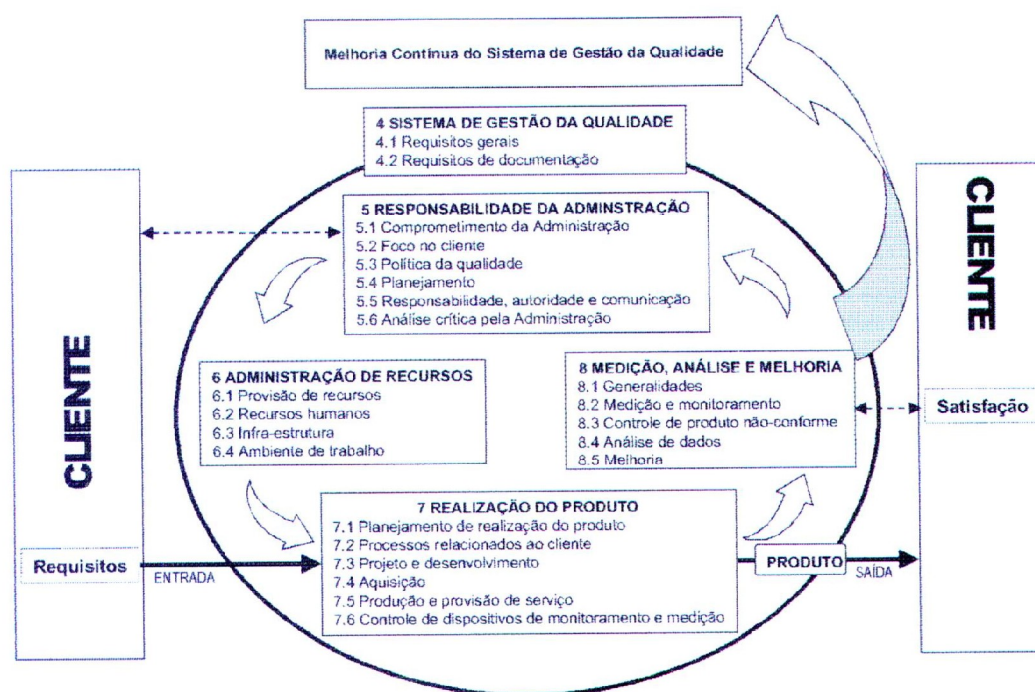 Melhoria Contínua do Sistema de Gestão da Qualidade
4 SISTEMA DE GESTÃO DA QUALIDADE
4.1 Requisitos gerais
4.2 Requisitos de documentação
CLIENTE
5 RESPONSABILIDADE DA ADMINSTRAÇÃO
5.1 Comprometimento da Administração
5.2 Foco no cliente
5.3 Política da qualidade
5.4 Planejamento
5.5 Responsabilidade, autoridade e comunicação
5.6 Análise crítica pela Administração
CLIENTE
6 ADMINISTRAÇÃO DE RECURSOS
6.1 Provisão de recursos
6.2 Recursos humanos
6.3 Infra-estrutura
6.4 Ambiente de trabalho
8 MEDIÇÃO, ANÁLISE E MELHORIA
8.1 Generalidades
8.2 Medição e monitoramento
8.3 Controle de produto não-conforme
8.4 Análise de dados
8.5 Melhoria
Satisfação
7 REALIZAÇÃO DO PRODUTO
7.1 Planejamento de realização do produto
7.2 Processos relacionados ao cliente
7.3 Projeto e desenvolvimento
7.4 Aquisição
7.5 Produção e provisão de serviço
7.6 Controle de dispositivos de monitoramento e medição
Requisitos
ENTRADA
PRODUTO
SAÍDA